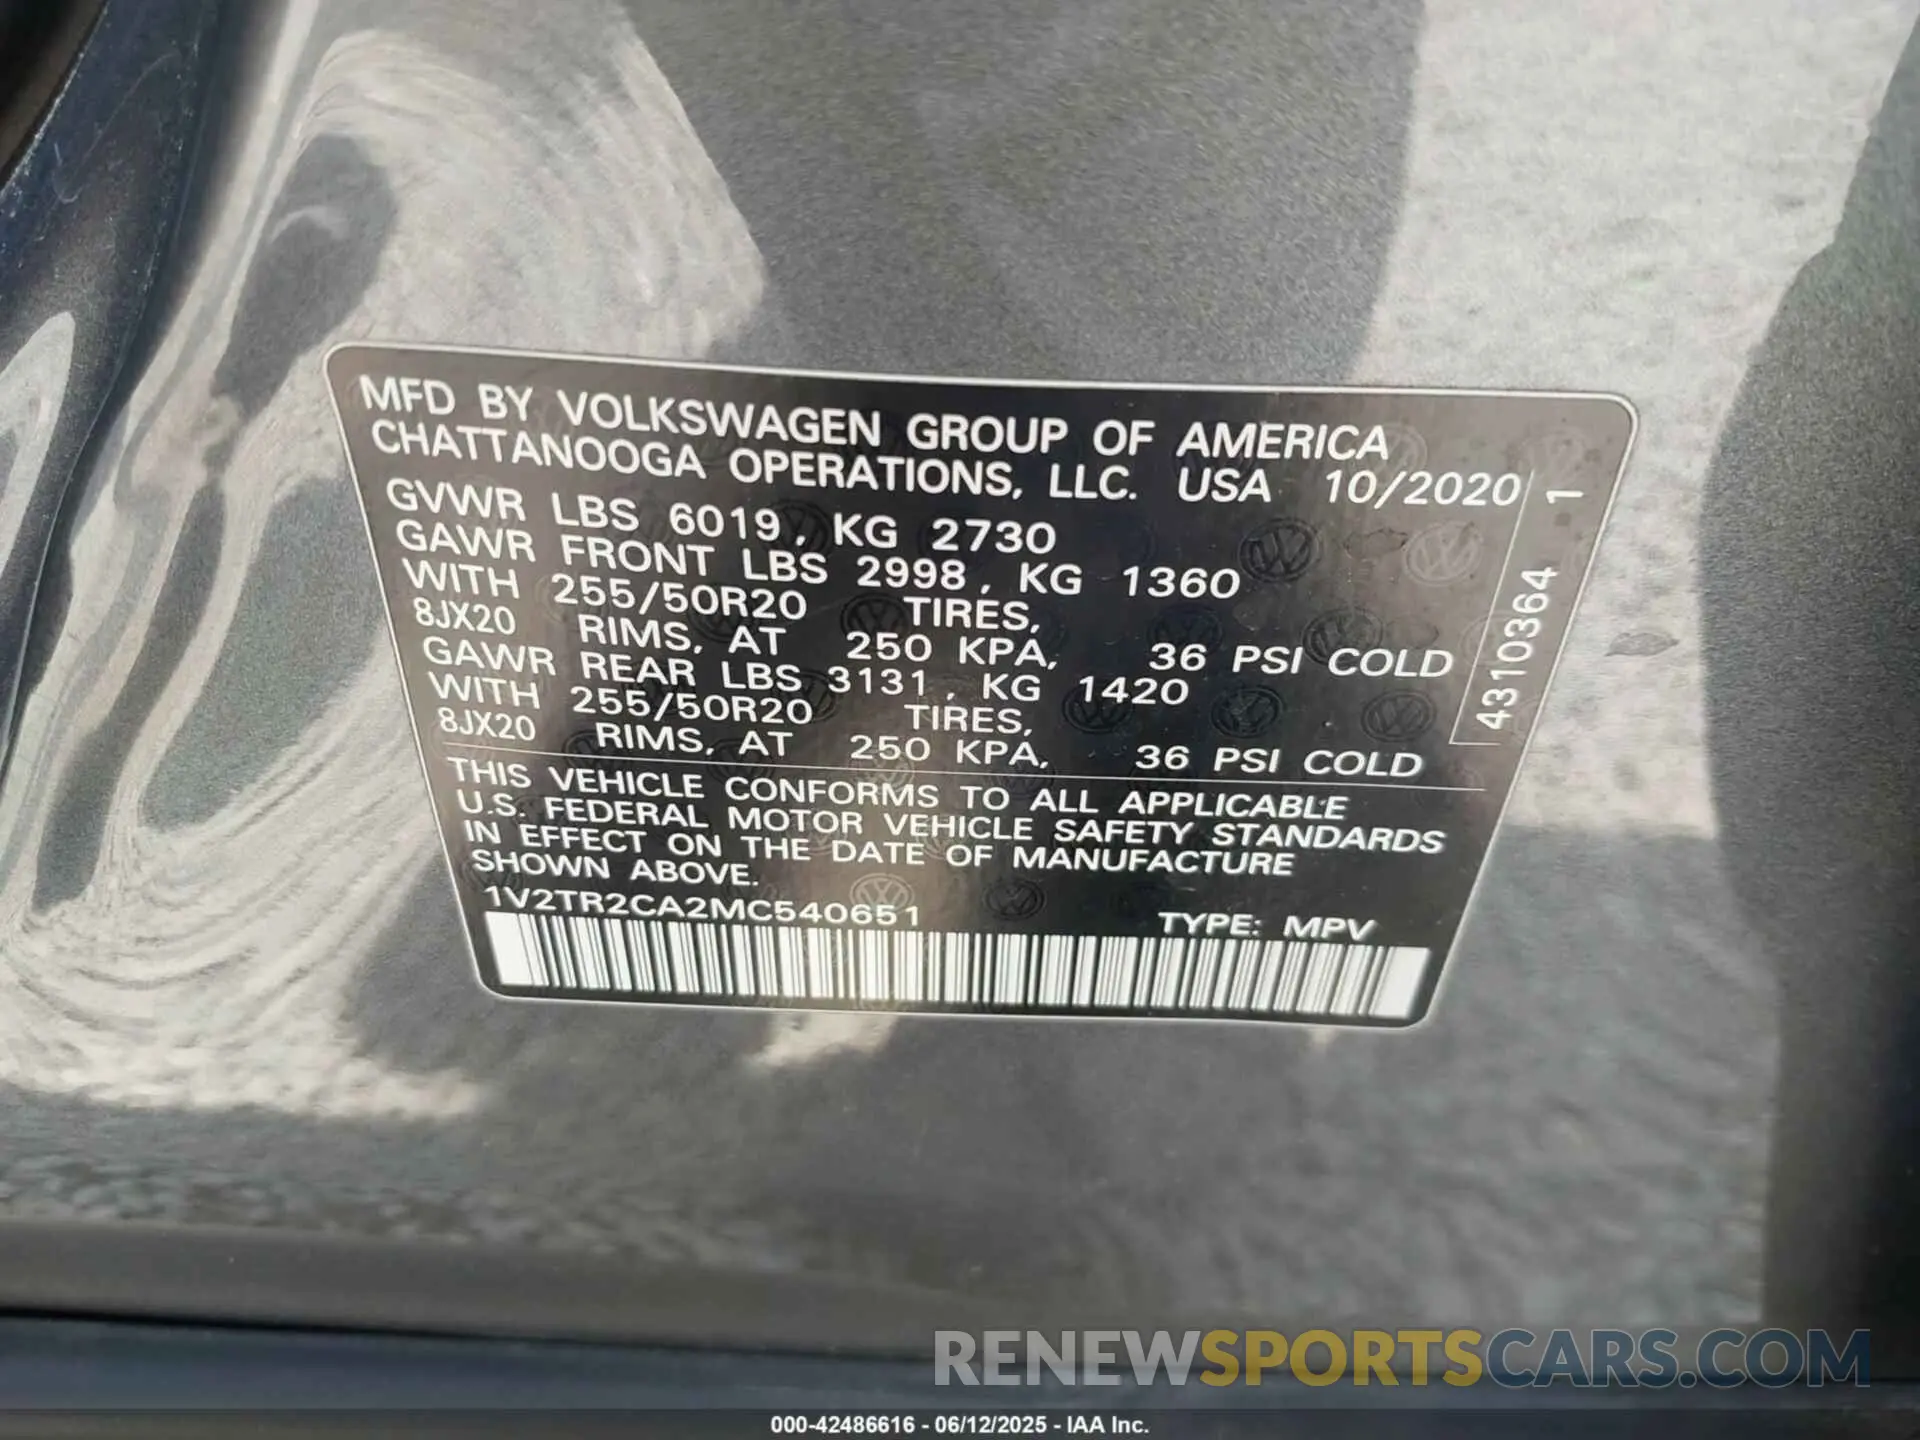 MFD BY VOLKSWAGEN GROUP OF AMERICA
CHATTANOOGA OPERATIONS, LLC. USA 10/2020
GVWR LBS 6019, KG 2730
GAWR FRONT LBS 2998, KG 1360
WITH 255/50R20 TIRES,
8JX20 RIMS, AT 250 KPA, 36 PSI COLD
GAWR REAR LBS 3131, KG 1420
WITH 255/50R20 TIRES,
8JX20 RIMS, AT 250 KPA, 36 PSI COLD
4310364 1
THIS VEHICLE CONFORMS TO ALL APPLICABLE
U.S. FEDERAL MOTOR VEHICLE SAFETY STANDARDS
IN EFFECT ON THE DATE OF MANUFACTURE
SHOWN ABOVE.
1V2TR2CA2MC540651 TYPE: MPV
RENEWSPORTSCARS.COM
000-42486616 - 06/12/2025 - IAA Inc.